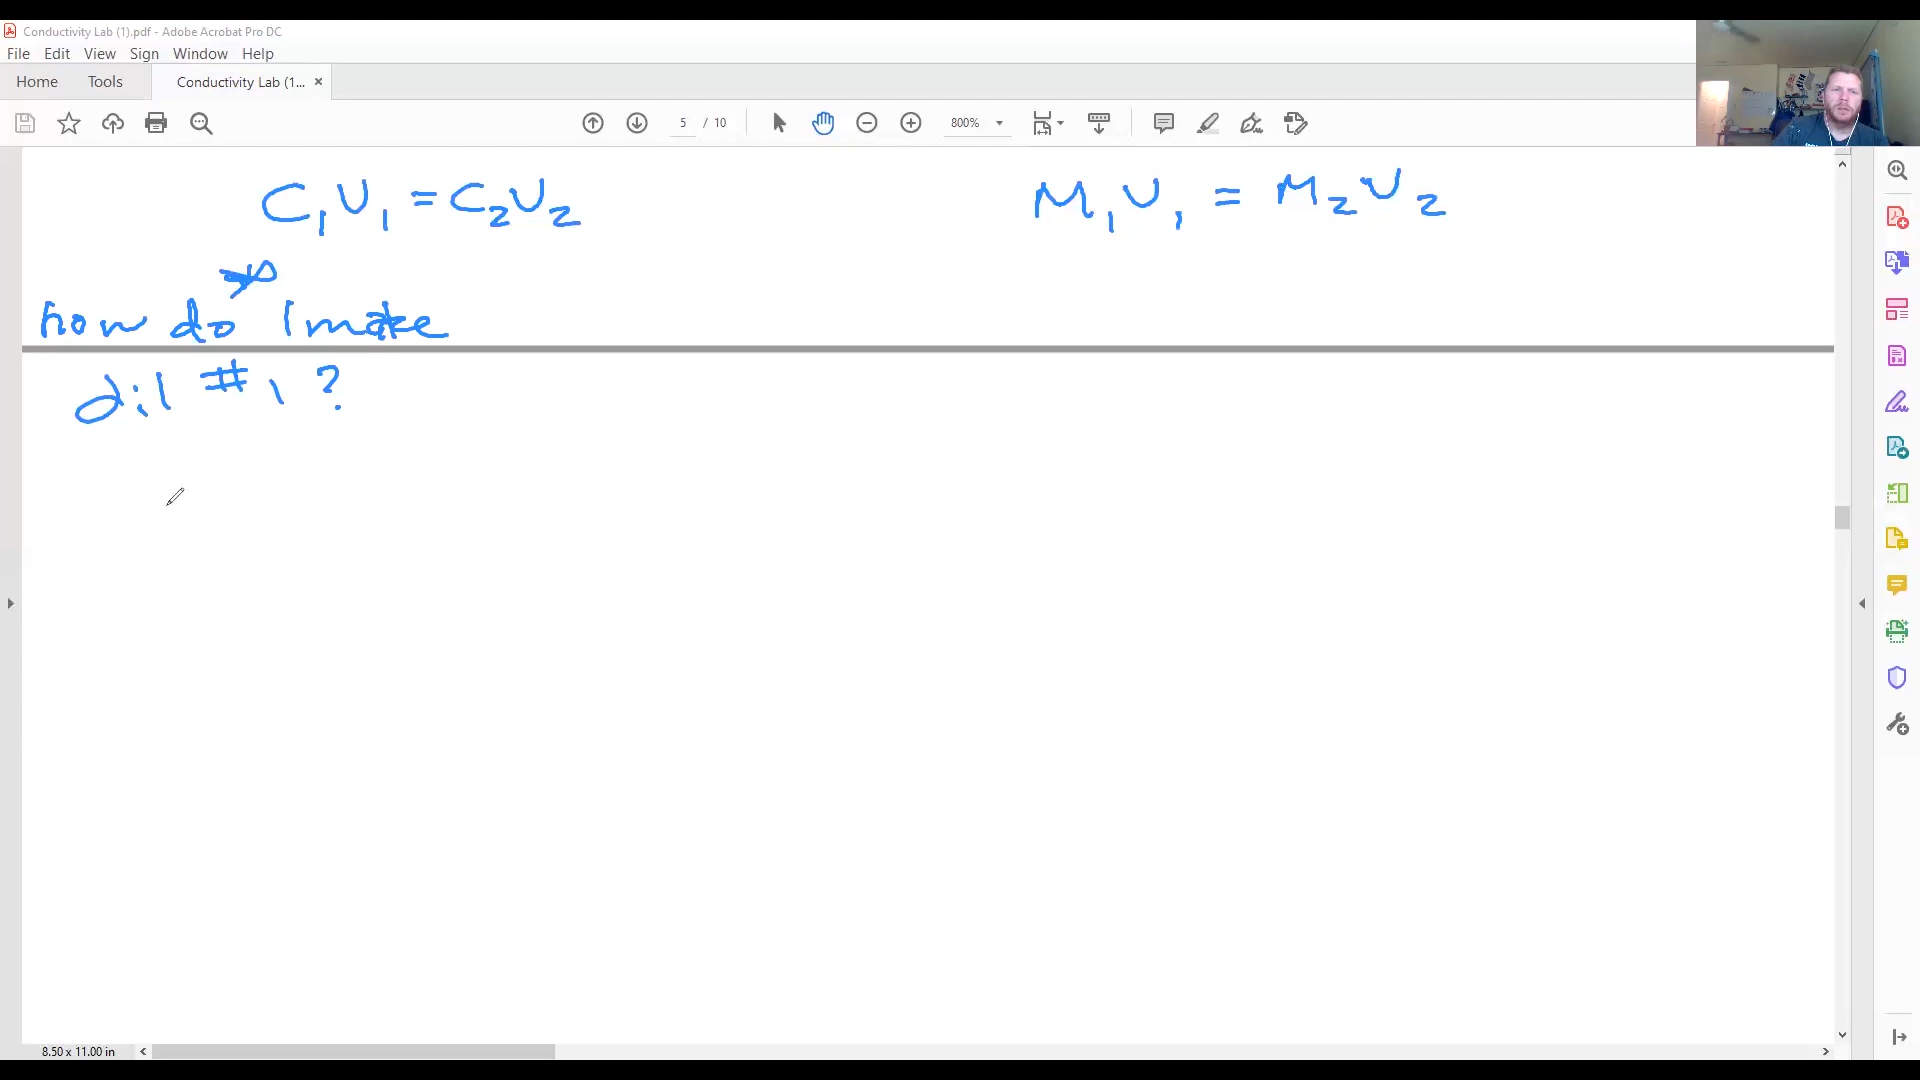 Conductivity Lab (1).pdf - Adobe Acrobat Pro DC
File Edit View Sign Window Help
Home Tools Conductivity Lab (1... ×
5 / 10 800%
C₁V₁ = C₂V₂ M₁V₁ = M₂V₂
how do I make
dil #1 ?
8.50 x 11.00 in